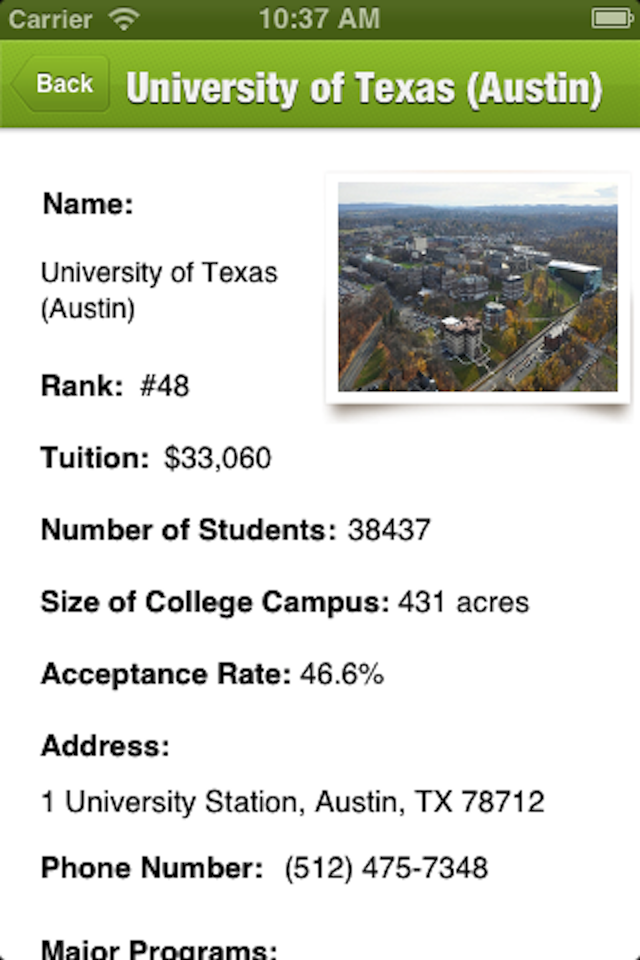 Carrier 10:37 AM
Back University of Texas (Austin)
Name:
University of Texas
(Austin)
Rank: #48
Tuition: $33,060
Number of Students: 38437
Size of College Campus: 431 acres
Acceptance Rate: 46.6%
Address:
1 University Station, Austin, TX 78712
Phone Number: (512) 475-7348
Major Programs: